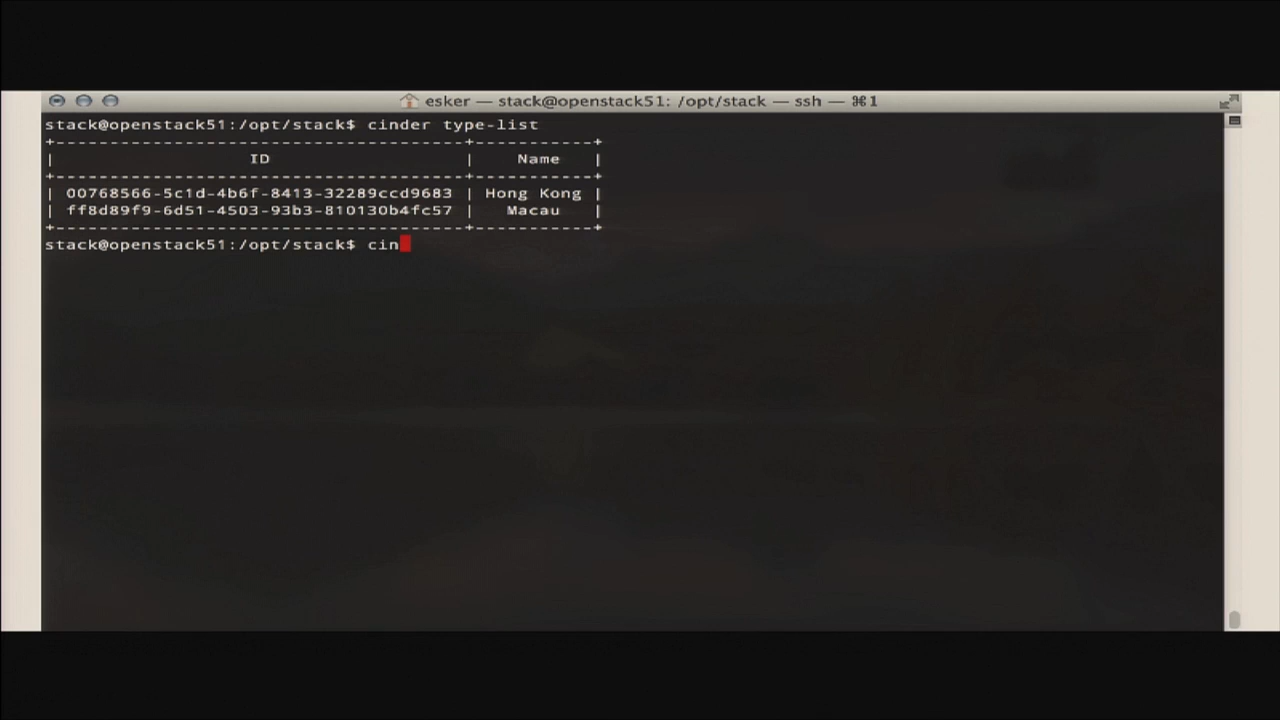 esker — stack@openstack51: /opt/stack — ssh — ⌘1
stack@openstack51:/opt/stack$ cinder type-list
+--------------------------------------+-----------+
| ID | Name |
+--------------------------------------+-----------+
| 00768566-5c1d-4b6f-8413-32289ccd9683 | Hong Kong |
| ff8d89f9-6d51-4503-93b3-810130b4fc57 | Macau |
+--------------------------------------+-----------+
stack@openstack51:/opt/stack$ cin